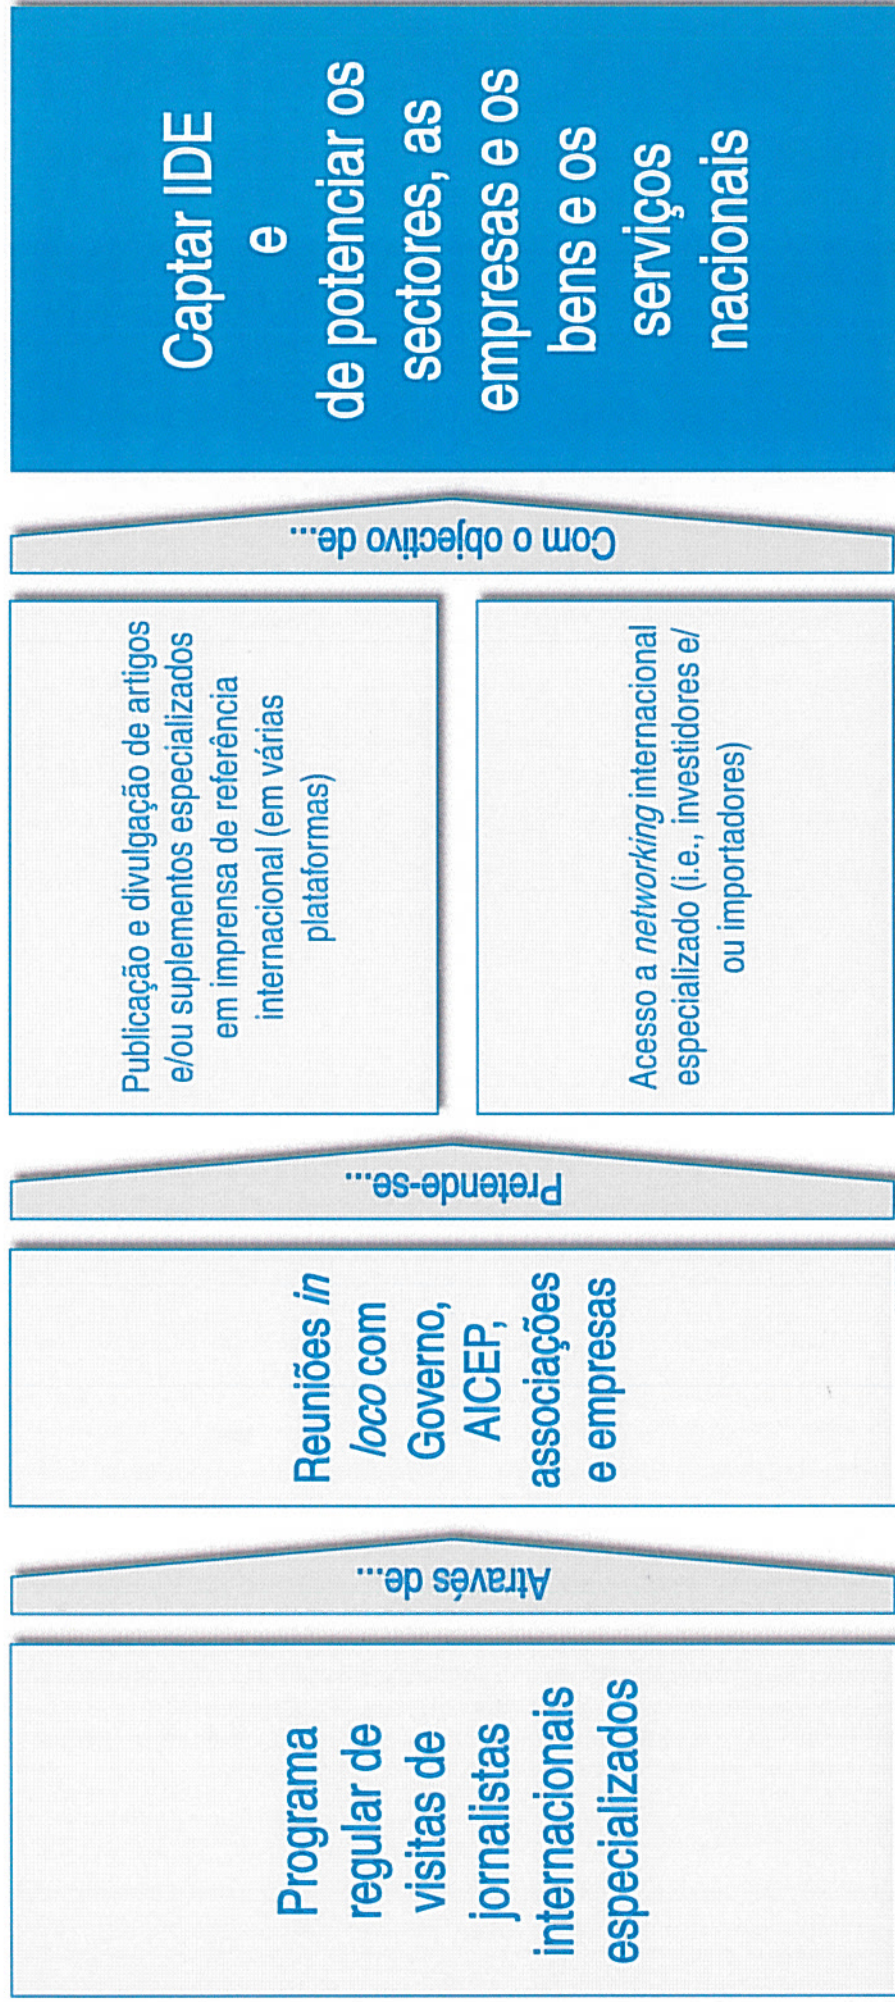 Programa
regular de
visitas de
jornalistas
internacionais
especializados
Através de...
Reuniões in
loco com
Governo,
AICEP,
associações
e empresas
Pretende-se...
Publicação e divulgação de artigos
e/ou suplementos especializados
em imprensa de referência
internacional (em várias
plataformas)
Acesso a networking internacional
especializado (i.e., investidores e/
ou importadores)
Com o objectivo de...
Captar IDE
e
de potenciar os
sectores, as
empresas e os
bens e os
serviços
nacionais